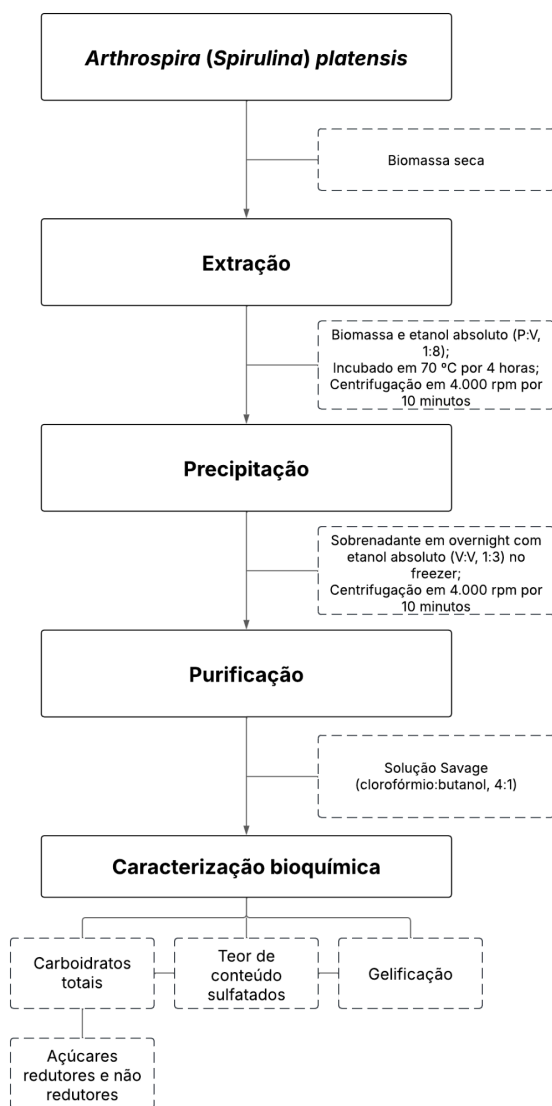 Arthrospira (Spirulina) platensis
Biomassa seca
Extração
Biomassa e etanol absoluto (P:V,
1:8);
Incubado em 70 ºC por 4 horas;
Centrifugação em 4.000 rpm por
10 minutos
Precipitação
Sobrenadante em overnight com
etanol absoluto (V:V, 1:3) no
freezer;
Centrifugação em 4.000 rpm por
10 minutos
Purificação
Solução Savage
(clorofórmio:butanol, 4:1)
Caracterização bioquímica
Carboidratos
totais
Teor de
conteúdo
sulfatados
Gelificação
Açúcares
redutores e não
redutores